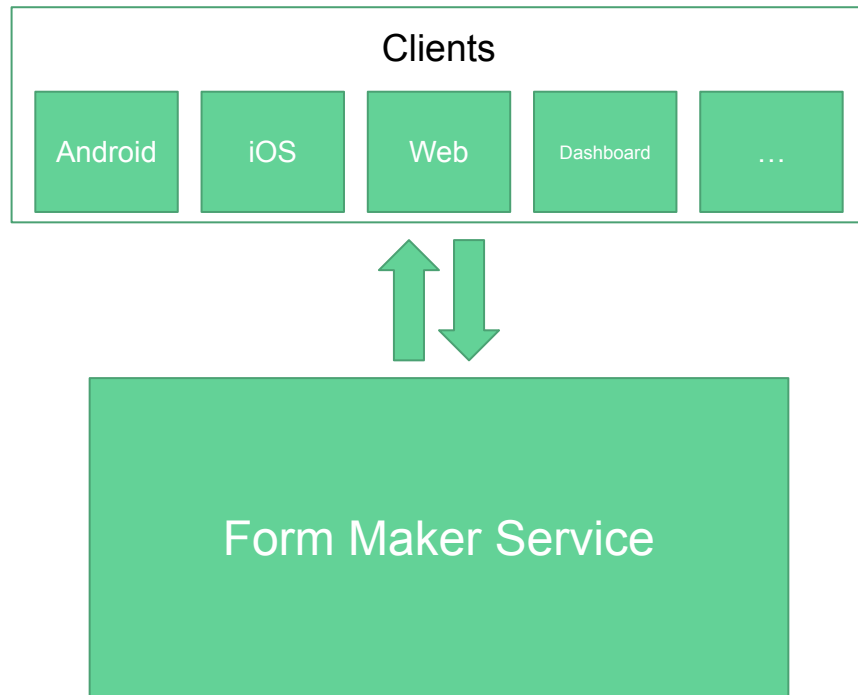 Clients
Android
iOS
Web
Dashboard
…
Form Maker Service